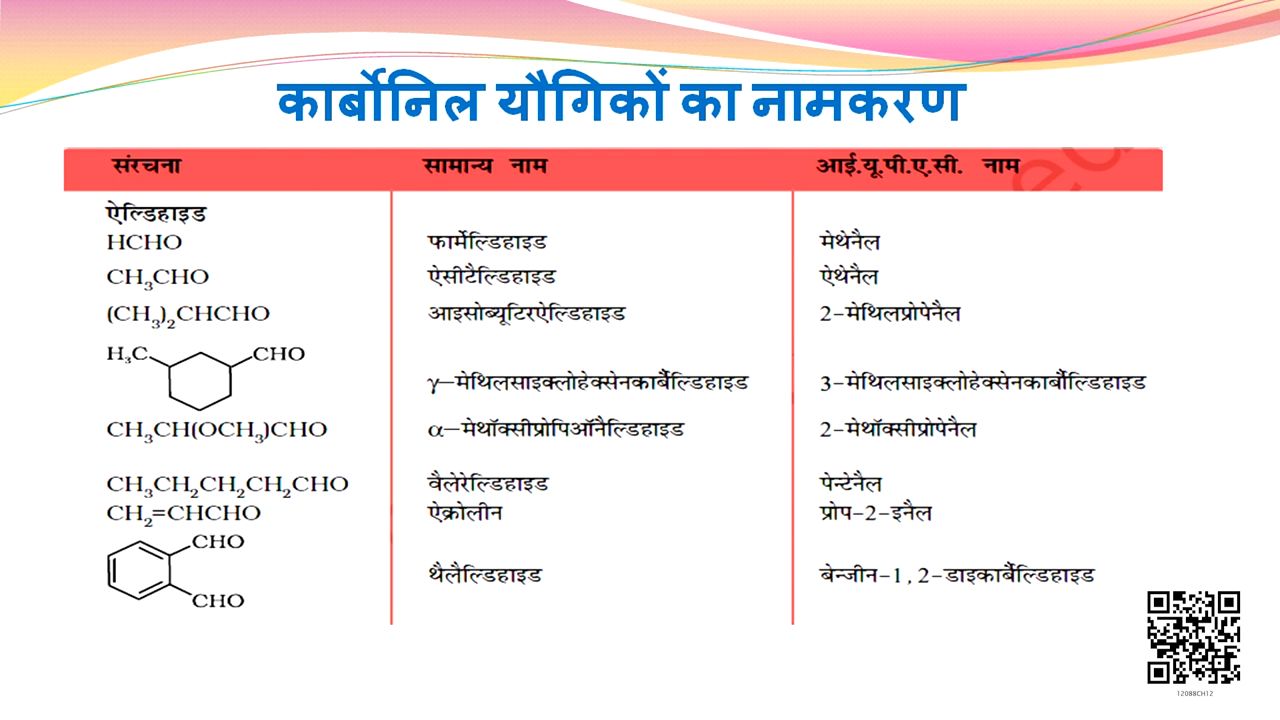 कार्बोनिल यौगिकों का नामकरण
संरचना सामान्य नाम आई.यू.पी.ए.सी. नाम
ऐल्डिहाइड
HCHO फार्मेल्डिहाइड मेथेनैल
CH₃CHO ऐसीटैल्डिहाइड ऐथेनैल
(CH₃)₂CHCHO आइसोब्यूटिरऐल्डिहाइड 2-मेथिलप्रोपेनैल
H₃C CHO
γ–मेथिलसाइक्लोहेक्सेनकार्बैल्डिहाइड 3-मेथिलसाइक्लोहेक्सेनकार्बोल्डिहाइड
CH₃CH(OCH₃)CHO α–मेथॉक्सीप्रोपिऑनैल्डिहाइड 2-मेथॉक्सीप्रोपेनैल
CH₃CH₂CH₂CH₂CHO वैलेरेल्डिहाइड पेन्टेनैल
CH₂=CHCHO ऐक्रोलीन प्रोप-2-इनैल
CHO
थैलैल्डिहाइड बेन्जीन-1,2-डाइकार्बैल्डिहाइड
CHO
12088CH12